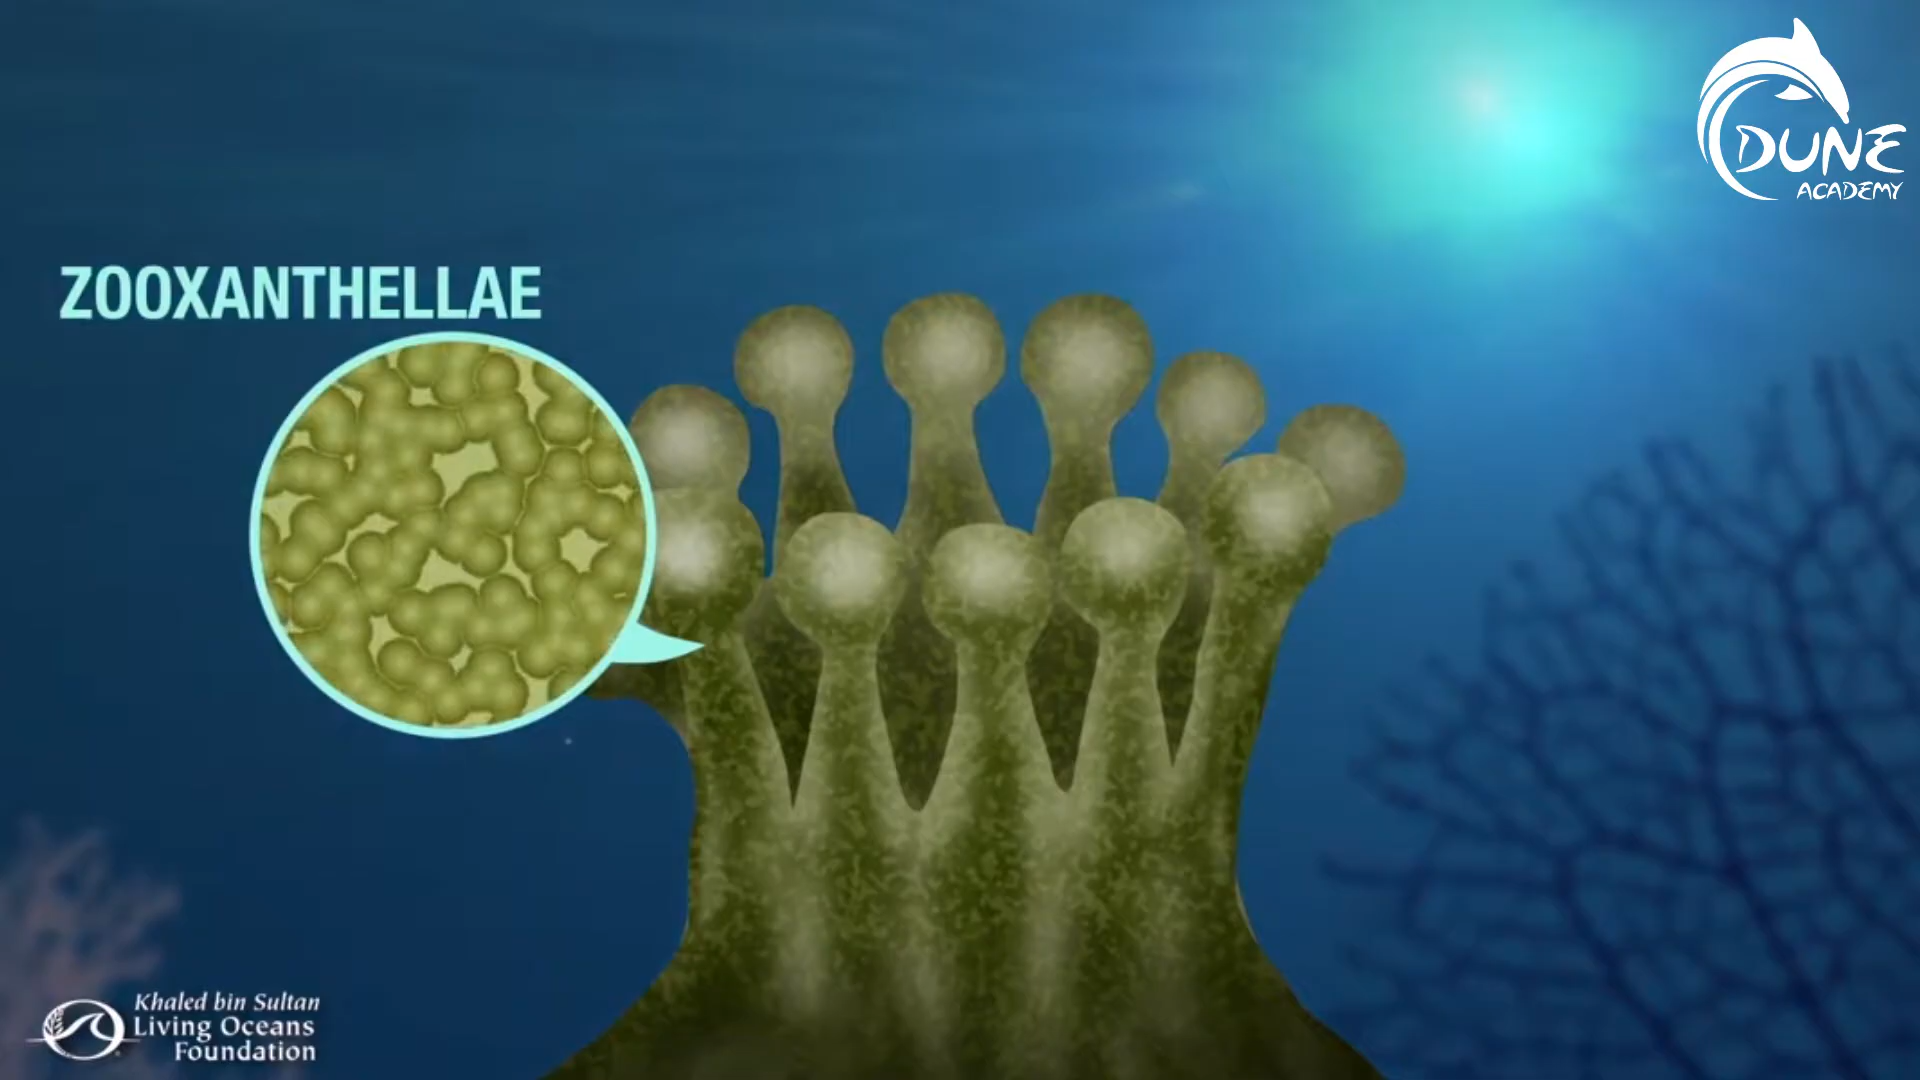 DUNE
ACADEMY
ZOOXANTHELLAE
Khaled bin Sultan
Living Oceans
Foundation